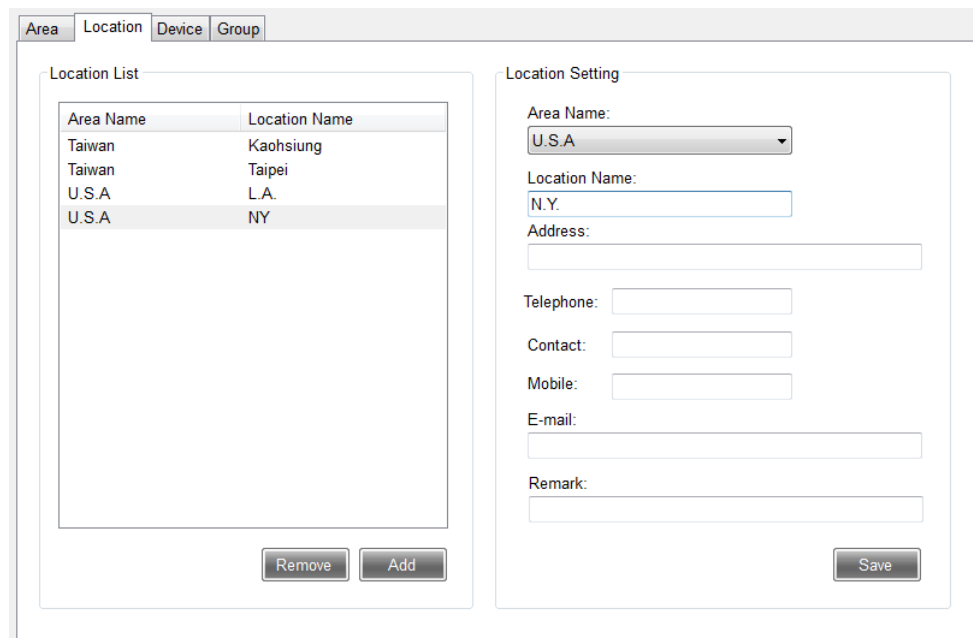 Area Location Device Group
Location List
Area Name Location Name
Taiwan Kaohsiung
Taiwan Taipei
U.S.A L.A.
U.S.A NY
Remove Add
Location Setting
Area Name:
U.S.A
Location Name:
N.Y.
Address:
Telephone:
Contact:
Mobile:
E-mail:
Remark:
Save